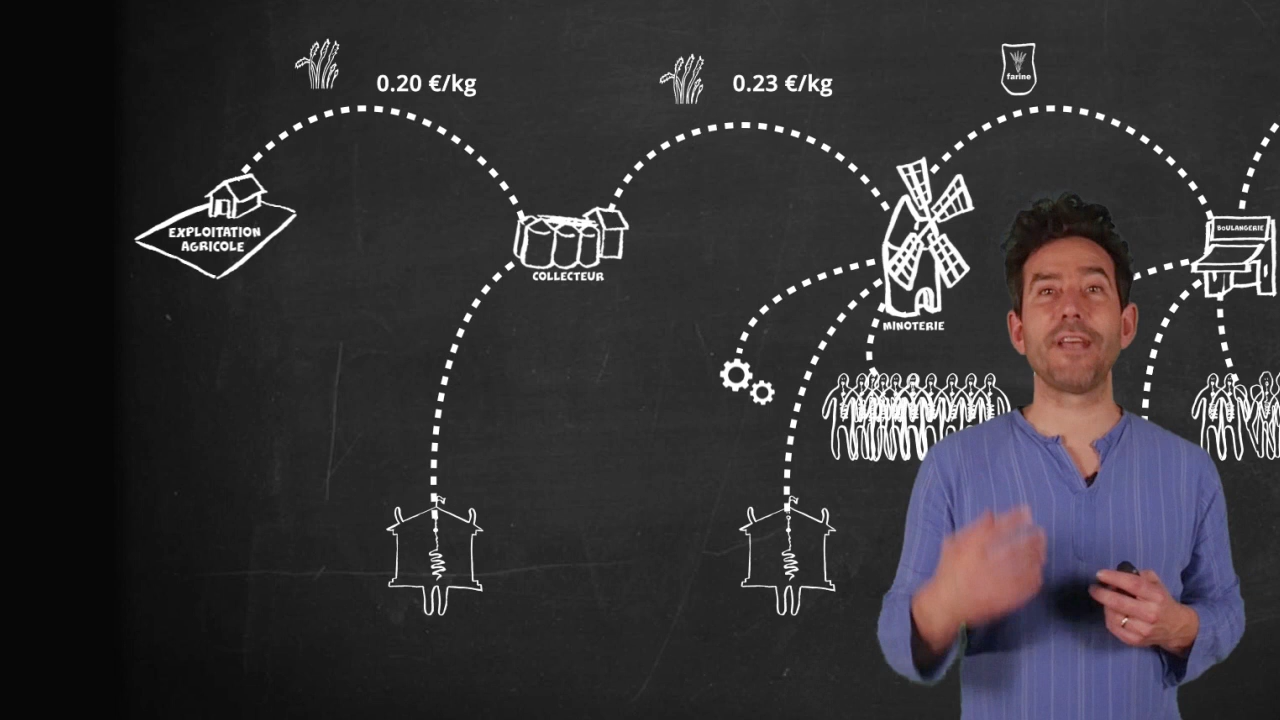 0.20 €/kg
0.23 €/kg
farine
EXPLOITATION
AGRICOLE
COLLECTEUR
MINOTERIE
BOULANGERIE